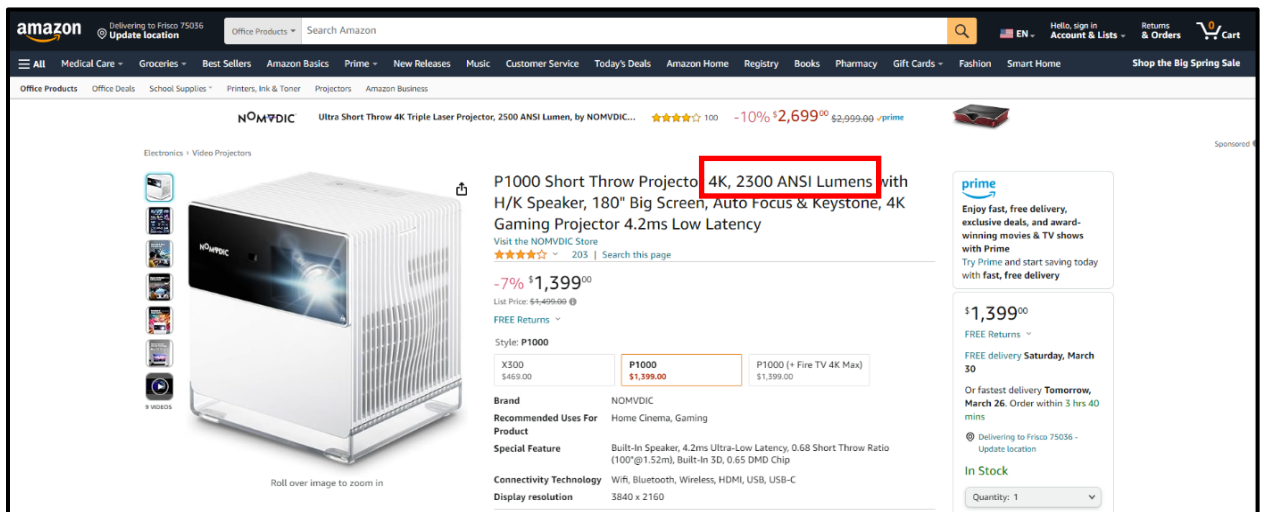 amazon
Delivering to Frisco 75036
Update location
Office Products
Search Amazon
EN
Hello, sign in
Account & Lists
Returns
& Orders
0
Cart
All
Medical Care
Groceries
Best Sellers
Amazon Basics
Prime
New Releases
Music
Customer Service
Today's Deals
Amazon Home
Registry
Books
Pharmacy
Gift Cards
Fashion
Smart Home
Shop the Big Spring Sale
Office Products
Office Deals
School Supplies
Printers, Ink & Toner
Projectors
Amazon Business
NOMVDIC
Ultra Short Throw 4K Triple Laser Projector, 2500 ANSI Lumen, by NOMVDIC...
100
-10% $2,699.00 $2,999.00 prime
Sponsored
Electronics › Video Projectors
NOMVDIC
9 VIDEOS
Roll over image to zoom in
P1000 Short Throw Projector 4K, 2300 ANSI Lumens with
H/K Speaker, 180" Big Screen, Auto Focus & Keystone, 4K
Gaming Projector 4.2ms Low Latency
Visit the NOMVDIC Store
203 | Search this page
-7% $1,399.00
List Price: $1,499.00
FREE Returns
Style: P1000
X300
$469.00
P1000
$1,399.00
P1000 (+ Fire TV 4K Max)
$1,399.00
Brand NOMVDIC
Recommended Uses For Home Cinema, Gaming
Product
Special Feature Built-In Speaker, 4.2ms Ultra-Low Latency, 0.68 Short Throw Ratio
(100"@1.52m), Built-In 3D, 0.65 DMD Chip
Connectivity Technology Wifi, Bluetooth, Wireless, HDMI, USB, USB-C
Display resolution 3840 x 2160
prime
Enjoy fast, free delivery,
exclusive deals, and award-
winning movies & TV shows
with Prime
Try Prime and start saving today
with fast, free delivery
$1,399.00
FREE Returns
FREE delivery Saturday, March
30
Or fastest delivery Tomorrow,
March 26. Order within 3 hrs 40
mins
Delivering to Frisco 75036 -
Update location
In Stock
Quantity: 1